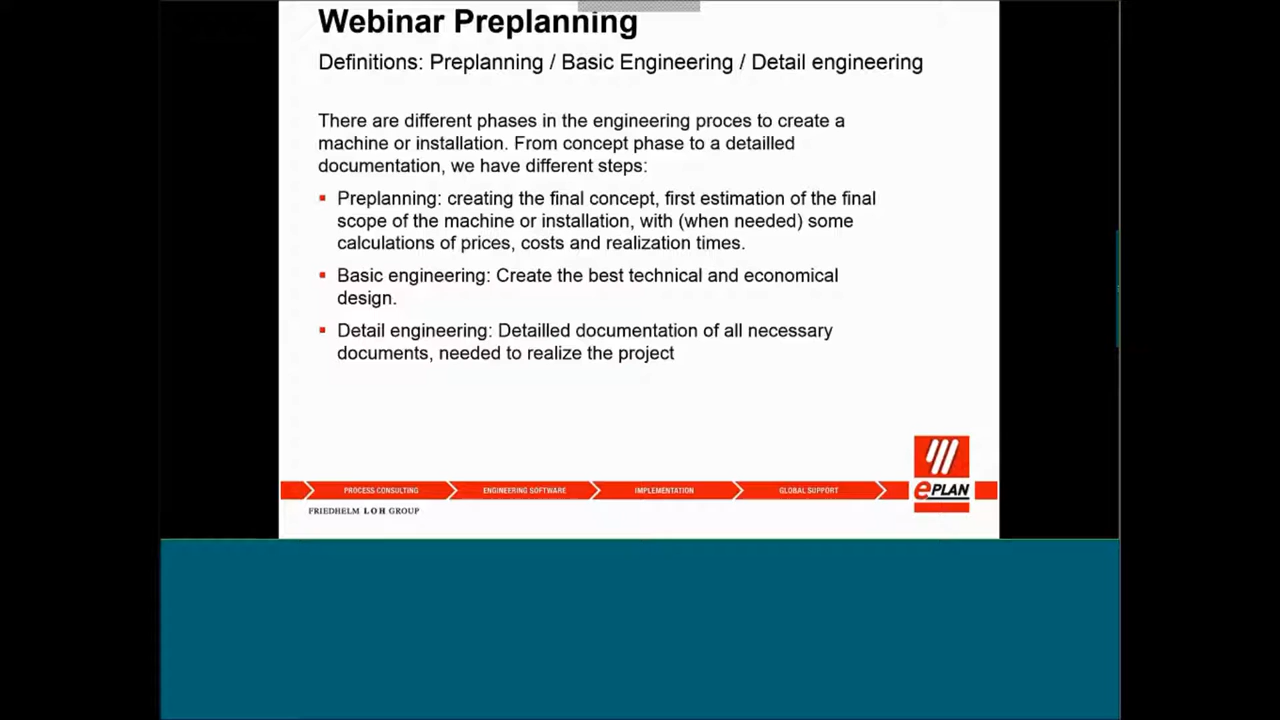 Webinar Preplanning
Definitions: Preplanning / Basic Engineering / Detail engineering
There are different phases in the engineering proces to create a
machine or installation. From concept phase to a detailled
documentation, we have different steps:
Preplanning: creating the final concept, first estimation of the final
scope of the machine or installation, with (when needed) some
calculations of prices, costs and realization times.
Basic engineering: Create the best technical and economical
design.
Detail engineering: Detailled documentation of all necessary
documents, needed to realize the project
PROCESS CONSULTING
ENGINEERING SOFTWARE
IMPLEMENTATION
GLOBAL SUPPORT
ePLAN
FRIEDHELM LOH GROUP